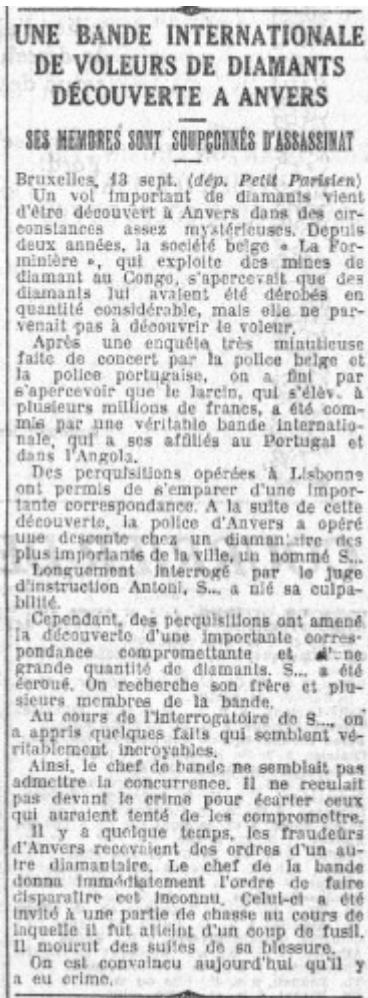 UNE BANDE INTERNATIONALE
DE VOLEURS DE DIAMANTS
DÉCOUVERTE A ANVERS
SES MEMBRES SONT SOUPÇONNÉS D'ASSASSINAT
Bruxelles, 13 sept. (dép. Petit Parisien)
Un vol important de diamants vient
d'être découvert à Anvers dans des cir-
constances assez mystérieuses. Depuis
deux années, la société belge « La For-
minière », qui exploite des mines de
diamant au Congo, s'apercevait que des
diamants lui avaient été dérobés en
quantité considérable, mais elle ne par-
venait pas à découvrir le voleur.
Après une enquête très minutieuse
faite de concert par la police belge et
la police portugaise, on a fini par
s'apercevoir que le larcin, qui s'élèv. à
plusieurs millions de francs, a été com-
mis par une véritable bande internatio-
nale, qui a ses affiliés au Portugal et
dans l'Angola.
Des perquisitions opérées à Lisbonne
ont permis de s'emparer d'une impor-
tante correspondance. A la suite de cette
découverte, la police d'Anvers a opéré
une descente chez un diamantaire des
plus importants de la ville, un nommé S...
Longuement interrogé par le juge
d'instruction Antoni, S... a nié sa culpa-
bilité.
Cependant, des perquisitions ont amené
la découverte d'une importante corres-
pondance compromettante et d'une
grande quantité de diamants. S... a été
écroué. On recherche son frère et plu-
sieurs membres de la bande.
Au cours de l'interrogatoire de S..., on
a appris quelques faits qui semblent vé-
ritablement incroyables.
Ainsi, le chef de bande ne semblait pas
admettre la concurrence. Il ne reculait
pas devant le crime pour écarter ceux
qui auraient tenté de les compromettre.
Il y a quelque temps, les fraudeurs
d'Anvers recevaient des ordres d'un au-
tre diamantaire. Le chef de la bande
donna immédiatement l'ordre de faire
disparaître cet inconnu. Celui-ci a été
invité à une partie de chasse au cours de
laquelle il fut atteint d'un coup de fusil.
Il mourut des suites de sa blessure.
On est convaincu aujourd'hui qu'il y
a eu crime.